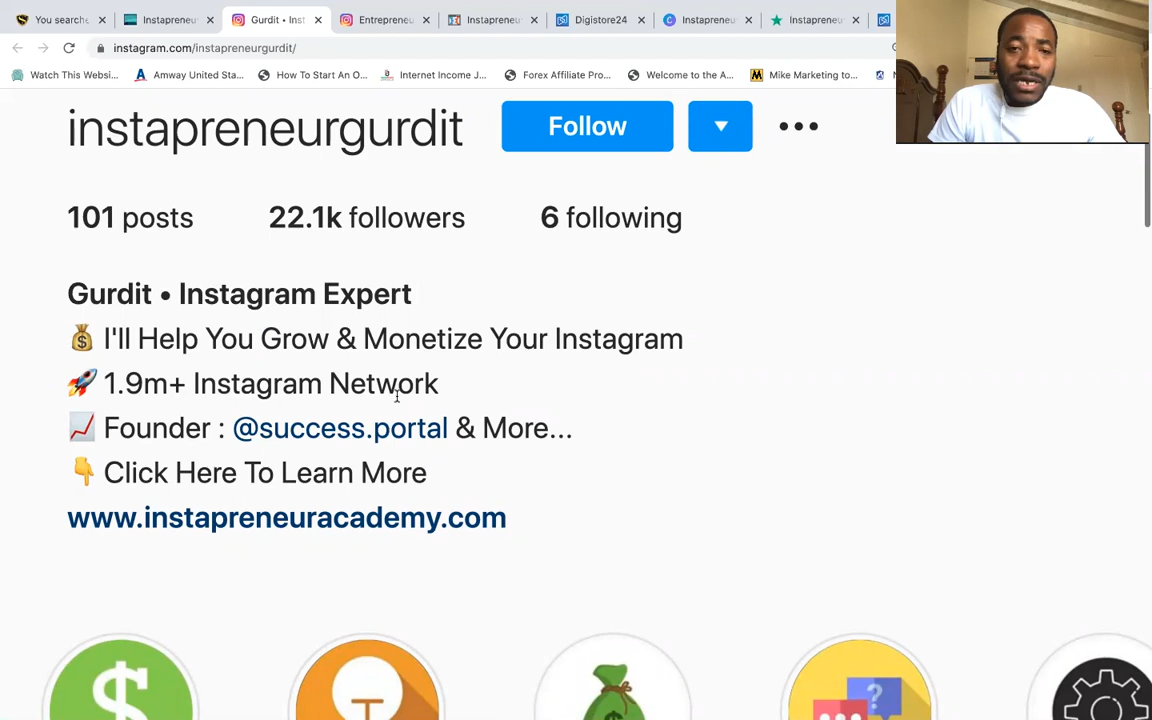 You searche
Instapreneu
Gurdit • Inst
Entrepreneu
Instapreneu
Digistore24
Instapreneu
Instapreneu
instagram.com/instapreneurgurdit/
Watch This Websi...
Amway United Sta...
How To Start An O...
Internet Income J...
Forex Affiliate Pro...
Welcome to the A...
Mike Marketing to...
instapreneurgurdit
Follow
101 posts 22.1k followers 6 following
Gurdit • Instagram Expert
💰 I'll Help You Grow & Monetize Your Instagram
🚀 1.9m+ Instagram Network
📈 Founder : @success.portal & More...
👇 Click Here To Learn More
www.instapreneuracademy.com